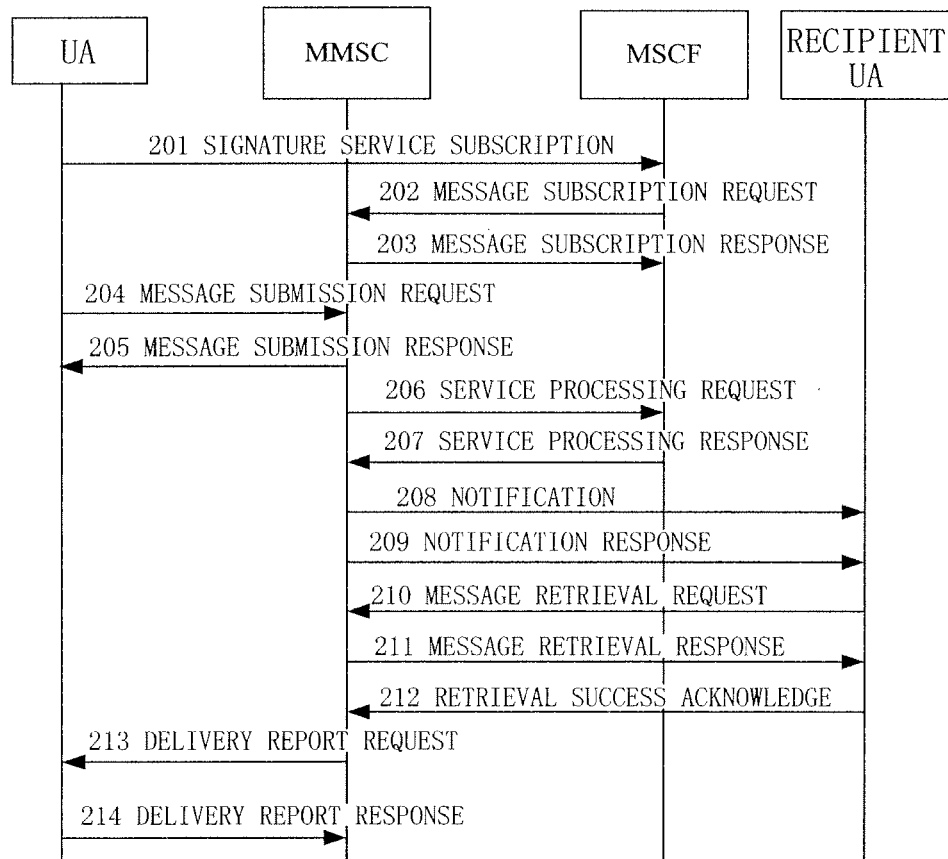 UA
MMSC
MSCF
RECIPIENT
UA
201 SIGNATURE SERVICE SUBSCRIPTION
202 MESSAGE SUBSCRIPTION REQUEST
203 MESSAGE SUBSCRIPTION RESPONSE
204 MESSAGE SUBMISSION REQUEST
205 MESSAGE SUBMISSION RESPONSE
206 SERVICE PROCESSING REQUEST
207 SERVICE PROCESSING RESPONSE
208 NOTIFICATION
209 NOTIFICATION RESPONSE
210 MESSAGE RETRIEVAL REQUEST
211 MESSAGE RETRIEVAL RESPONSE
212 RETRIEVAL SUCCESS ACKNOWLEDGE
213 DELIVERY REPORT REQUEST
214 DELIVERY REPORT RESPONSE